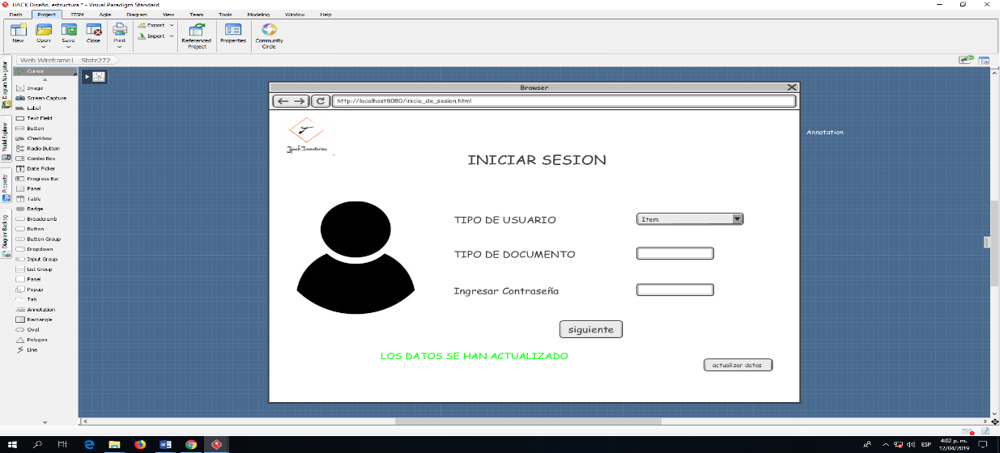 JJACK Diseño, estructura * - Visual Paradigm Standard
Dash Project ITSM Agile Diagram View Team Tools Modeling Window Help
New Open Save Close Print Export Import Referenced Project Properties Community Circle
Web Wireframe1 - State272
Diagram Navigator
Model Explorer
Property
Diagram Backlog
Cursor
Image
Screen Capture
Label
Text Field
Button
Checkbox
Radio Button
Combo Box
Date Picker
Progress Bar
Panel
Table
Badge
Breadcrumb
Button
Button Group
Dropdown
Input Group
List Group
Panel
Popup
Tab
Annotation
Rectangle
Oval
Polygon
Line
Browser
http://localhost8080/inicio_de_sesion.html
Jjack Inventories
Annotation
INICIAR SESION
TIPO DE USUARIO Item
TIPO DE DOCUMENTO
Ingresar Contraseña
siguiente
LOS DATOS SE HAN ACTUALIZADO
actualizar datos
ESP
4:02 p. m.
12/04/2019